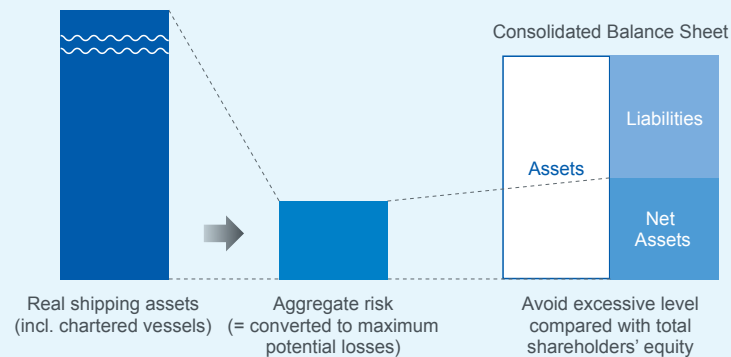 Consolidated Balance Sheet
Liabilities
Assets
Net
Assets
Real shipping assets
(incl. chartered vessels)
Aggregate risk
(= converted to maximum
potential losses)
Avoid excessive level
compared with total
shareholders’ equity